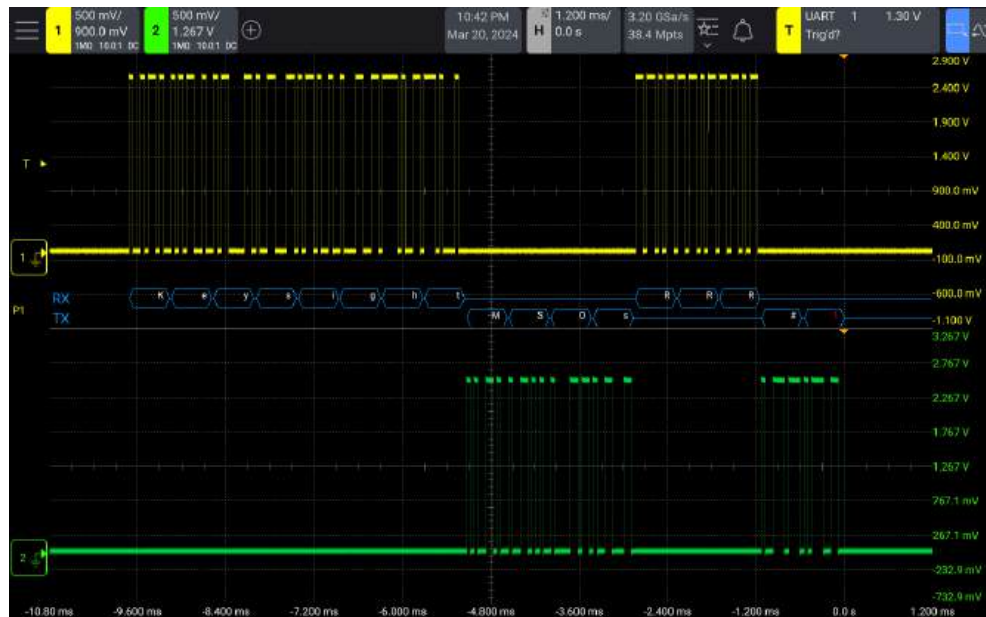 1 500 mV/ 900.0 mV 1MΩ 10.0:1 DC
2 500 mV/ 1.267 V 1MΩ 10.0:1 DC
10:42 PM
Mar 20, 2024
H 1.200 ms/ 0.0 s
3.20 GSa/s
38.4 Mpts
T UART 1 1.30 V
Trig'd?
2.900 V
2.400 V
1.900 V
T
1.400 V
900.0 mV
400.0 mV
1
-100.0 mV
RX K e y s i g h t R R R
-600.0 mV
P1
TX M S O s #
-1.100 V
3.267 V
2.767 V
2.267 V
1.767 V
1.267 V
767.1 mV
267.1 mV
2
-232.9 mV
-732.9 mV
-10.80 ms -9.600 ms -8.400 ms -7.200 ms -6.000 ms -4.800 ms -3.600 ms -2.400 ms -1.200 ms 0.0 s 1.200 ms